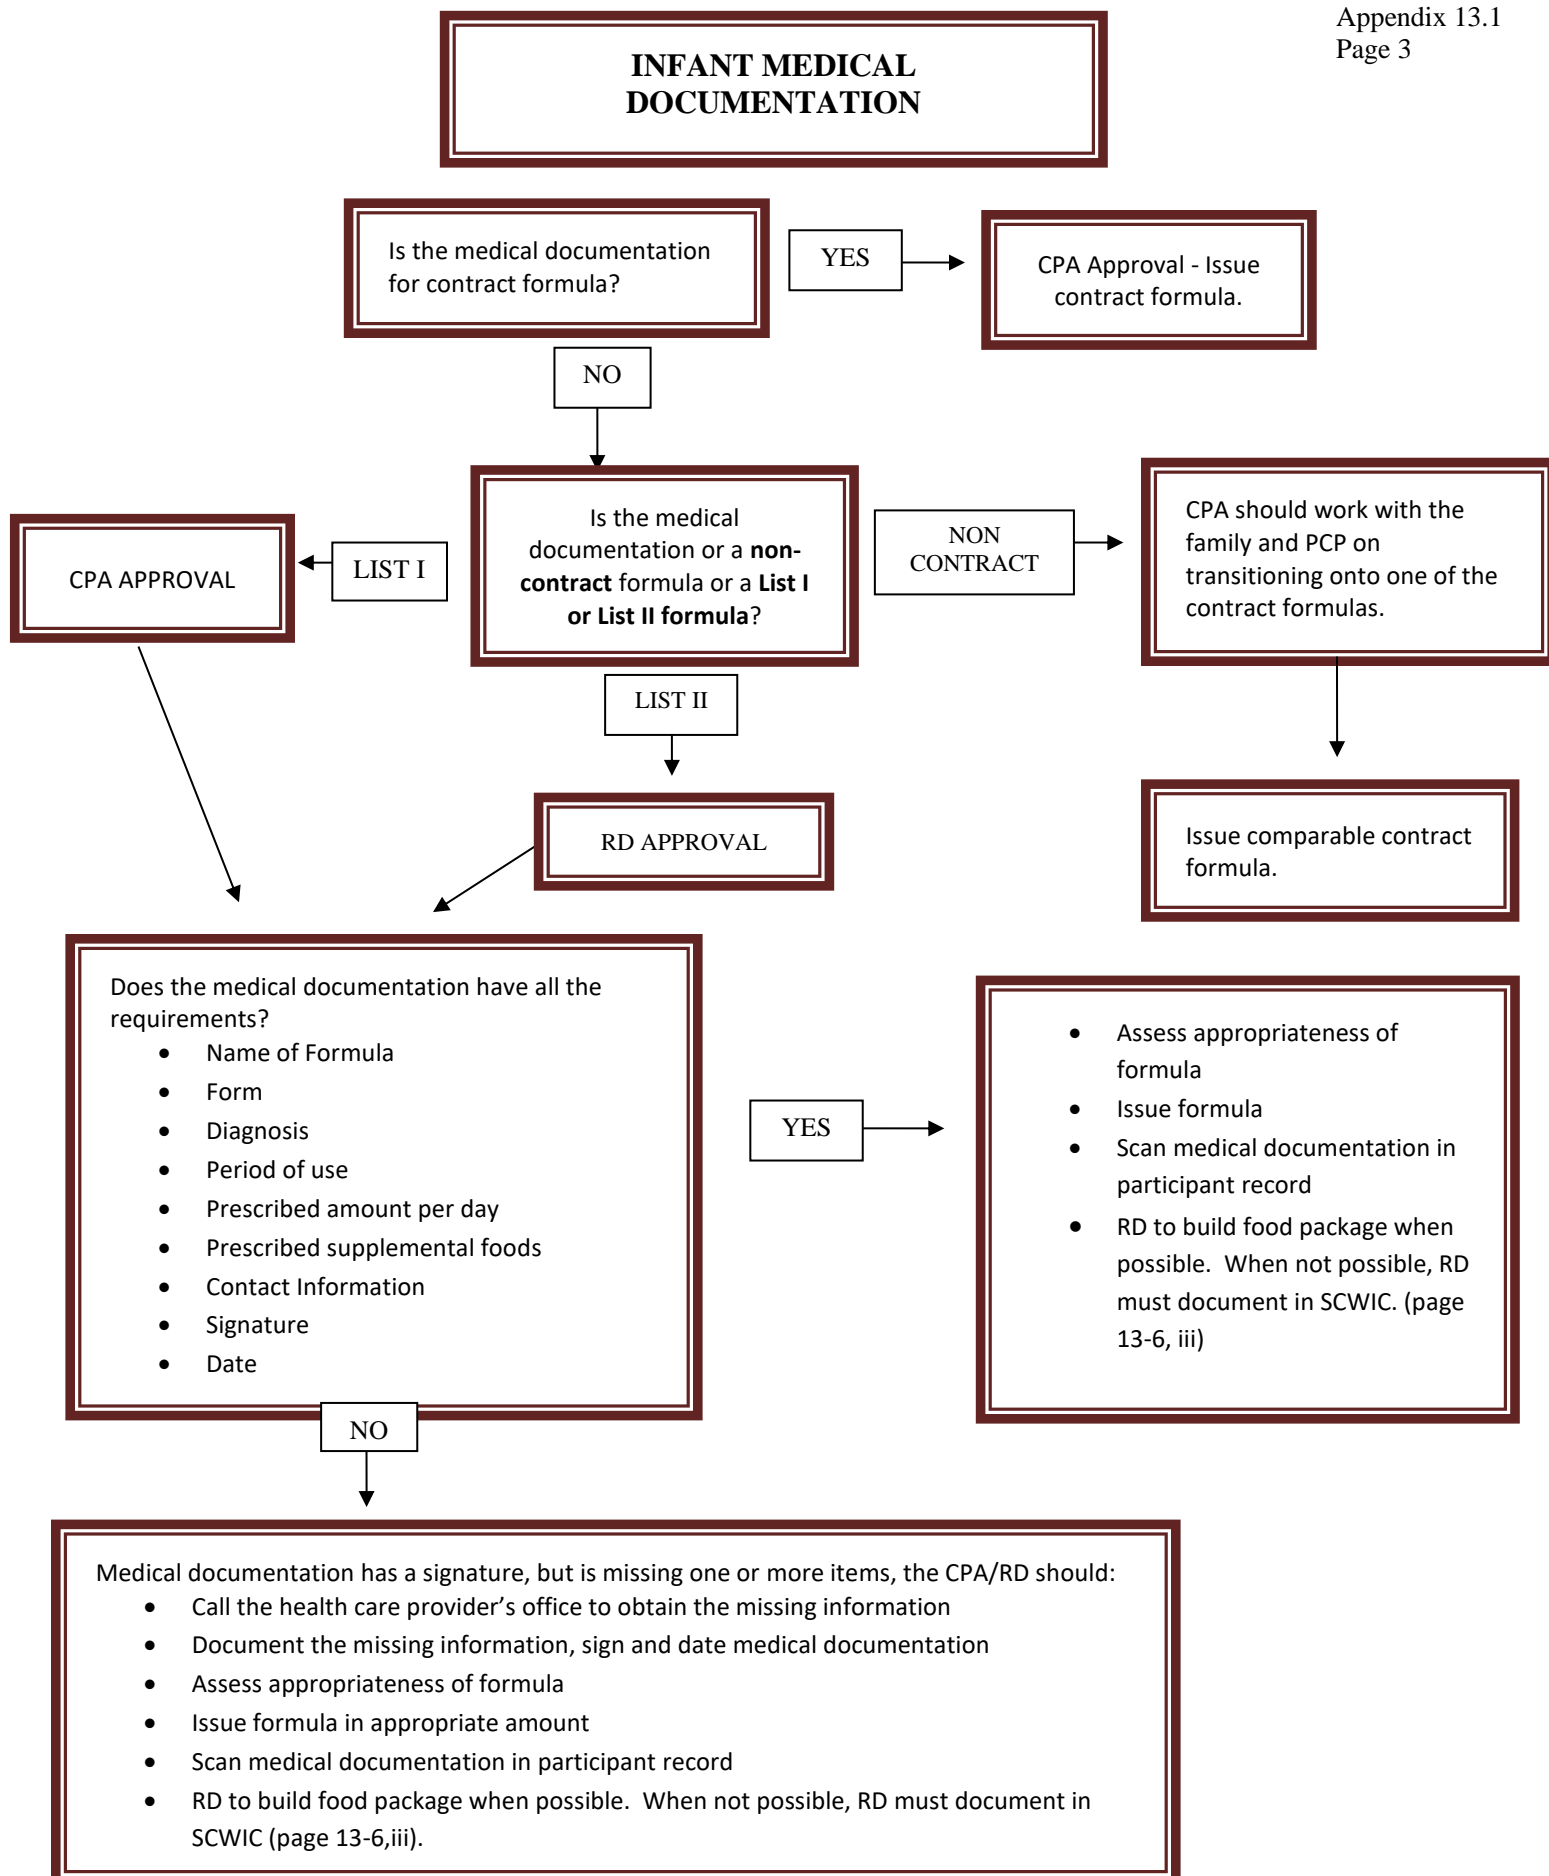 Appendix 13.1
Page 3
INFANT MEDICAL
DOCUMENTATION
Is the medical documentation
for contract formula?
YES
CPA Approval - Issue
contract formula.
NO
CPA APPROVAL
LIST I
Is the medical
documentation or a non-
contract formula or a List I
or List II formula?
NON
CONTRACT
CPA should work with the
family and PCP on
transitioning onto one of the
contract formulas.
LIST II
RD APPROVAL
Issue comparable contract
formula.
Does the medical documentation have all the
requirements?
• Name of Formula
• Form
• Diagnosis
• Period of use
• Prescribed amount per day
• Prescribed supplemental foods
• Contact Information
• Signature
• Date
YES
• Assess appropriateness of
formula
• Issue formula
• Scan medical documentation in
participant record
• RD to build food package when
possible.  When not possible, RD
must document in SCWIC. (page
13-6, iii)
NO
Medical documentation has a signature, but is missing one or more items, the CPA/RD should:
• Call the health care provider’s office to obtain the missing information
• Document the missing information, sign and date medical documentation
• Assess appropriateness of formula
• Issue formula in appropriate amount
• Scan medical documentation in participant record
• RD to build food package when possible.  When not possible, RD must document in
SCWIC (page 13-6,iii).